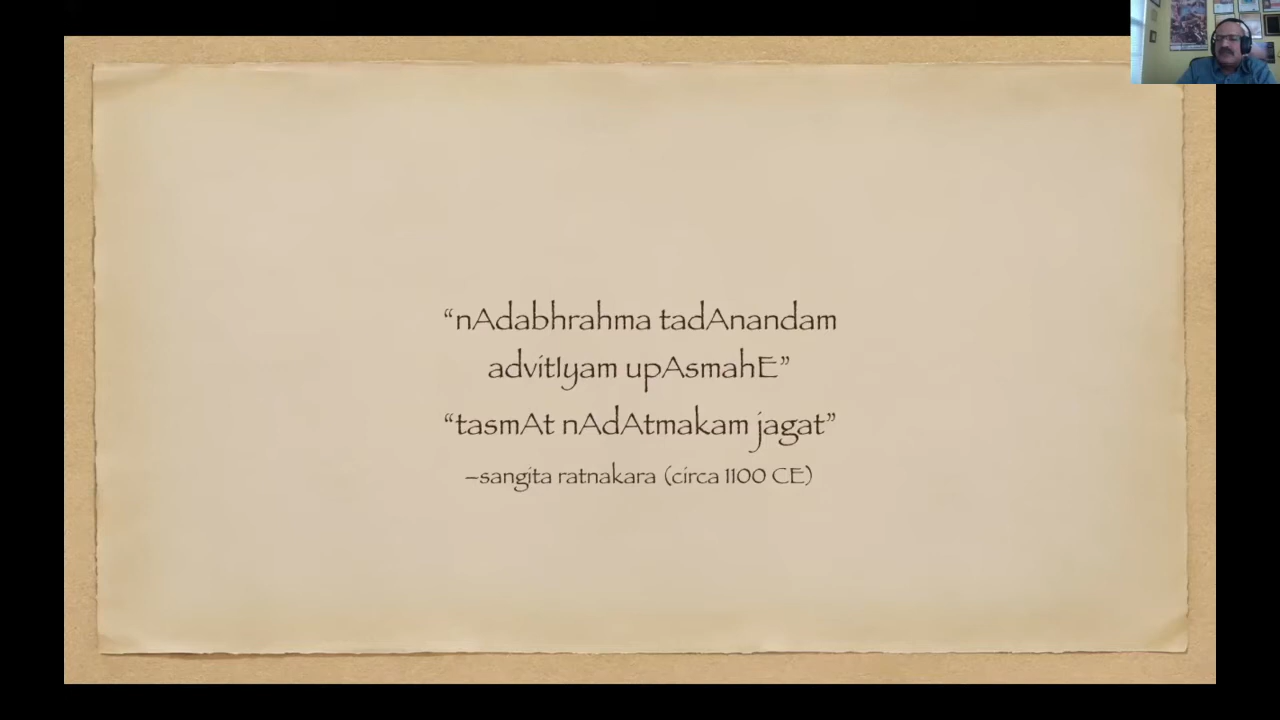 “nAdabhrahma tadAnandam
advitIyam upAsmahE”
“tasmAt nAdAtmakam jagat”
–sangita ratnakara (circa 1100 CE)